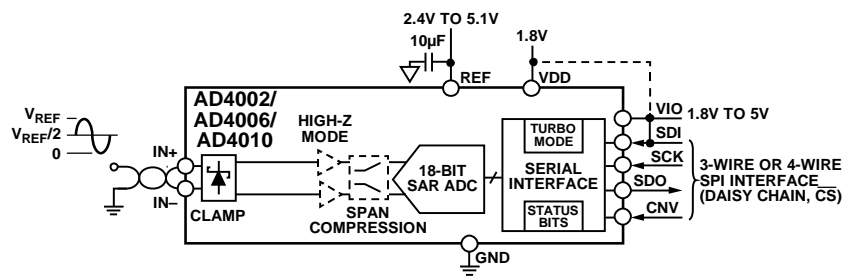 2.4V TO 5.1V
10µF
1.8V
REF
VDD
AD4002/
AD4006/
AD4010
HIGH-Z
MODE
VIO
1.8V TO 5V
VREF
VREF/2
0
IN+
IN–
CLAMP
SPAN
COMPRESSION
18-BIT
SAR ADC
TURBO
MODE
SERIAL
INTERFACE
STATUS
BITS
SDI
SCK
SDO
CNV
3-WIRE OR 4-WIRE
SPI INTERFACE
(DAISY CHAIN, CS)
GND